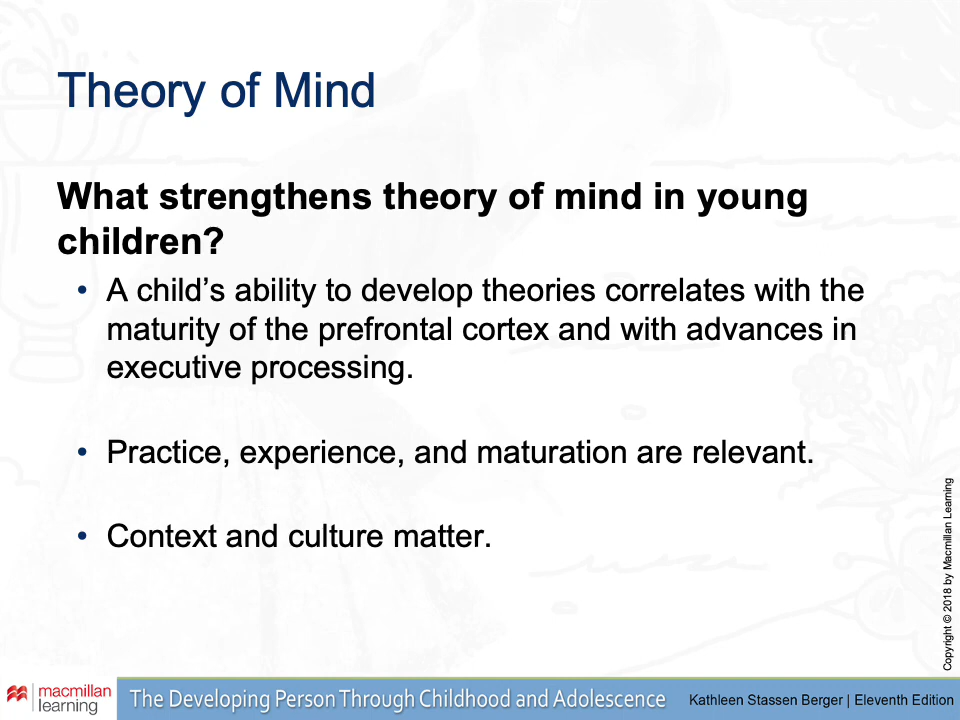 Theory of Mind
What strengthens theory of mind in young
children?
• A child's ability to develop theories correlates with the
maturity of the prefrontal cortex and with advances in
executive processing.
• Practice, experience, and maturation are relevant.
• Context and culture matter.
Copyright © 2018 by Macmillan Learning
macmillan
learning
The Developing Person Through Childhood and Adolescence
Kathleen Stassen Berger | Eleventh Edition